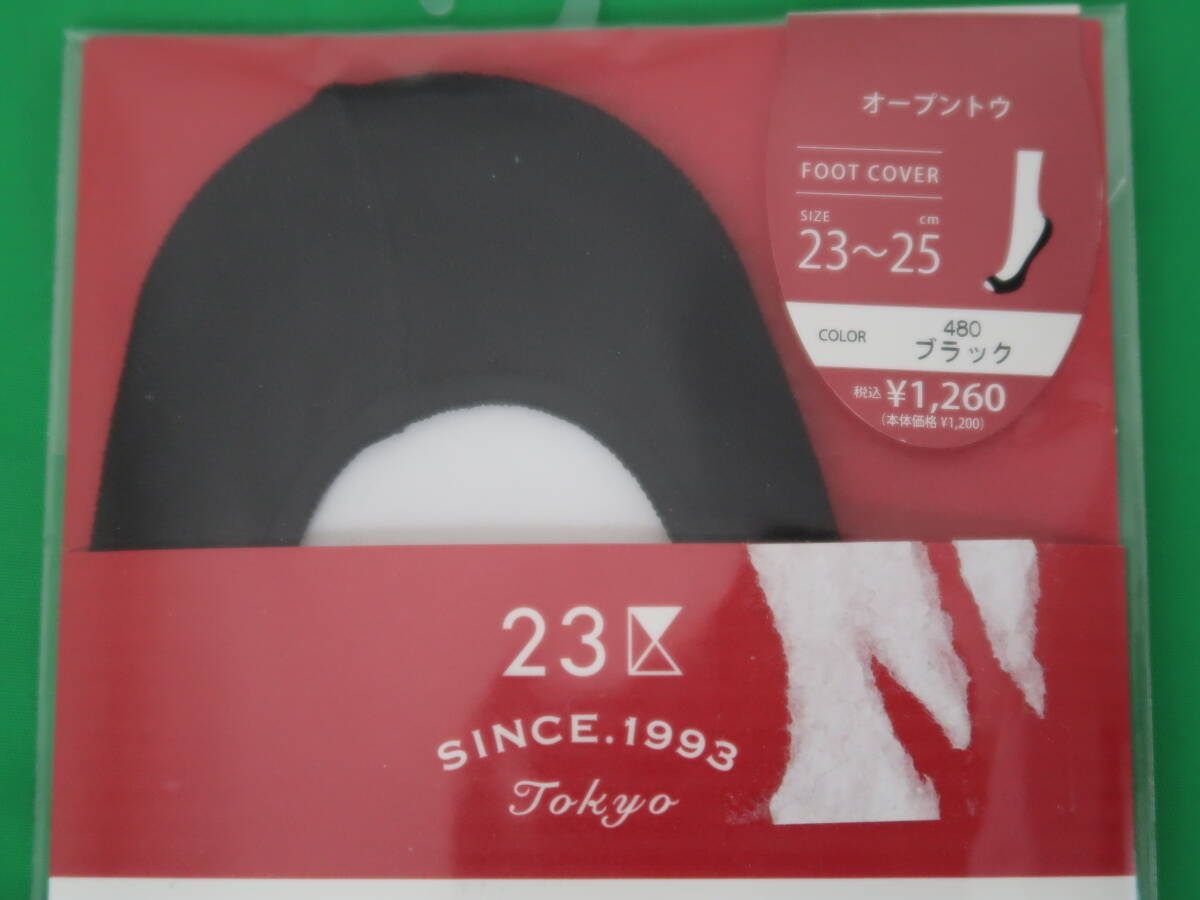 オープントウ
FOOT COVER
SIZE cm
23〜25
COLOR 480
ブラック
税込 ¥1,260
(本体価格 ¥1,200)
23区
SINCE.1993
Tokyo